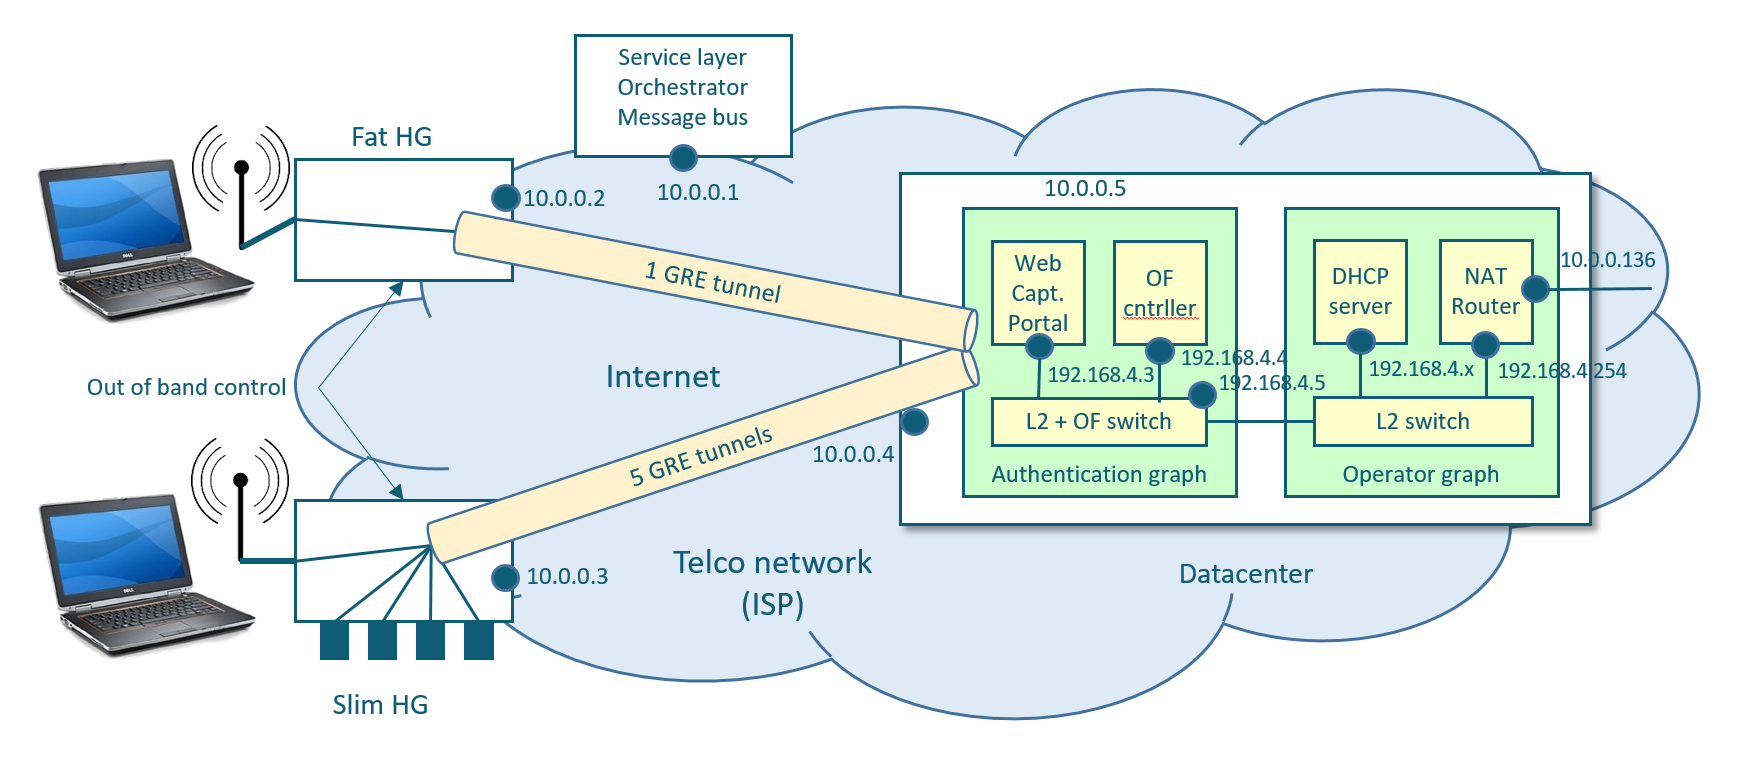 Service layer
Orchestrator
Message bus
10.0.0.1
Fat HG
10.0.0.2
1 GRE tunnel
Internet
Out of band control
5 GRE tunnels
10.0.0.4
10.0.0.3
Telco network
(ISP)
Slim HG
Datacenter
10.0.0.5
Web
Capt.
Portal
OF
cntrller
192.168.4.3
192.168.4.4
192.168.4.5
L2 + OF switch
Authentication graph
DHCP
server
NAT
Router
10.0.0.136
192.168.4.x
192.168.4.254
L2 switch
Operator graph